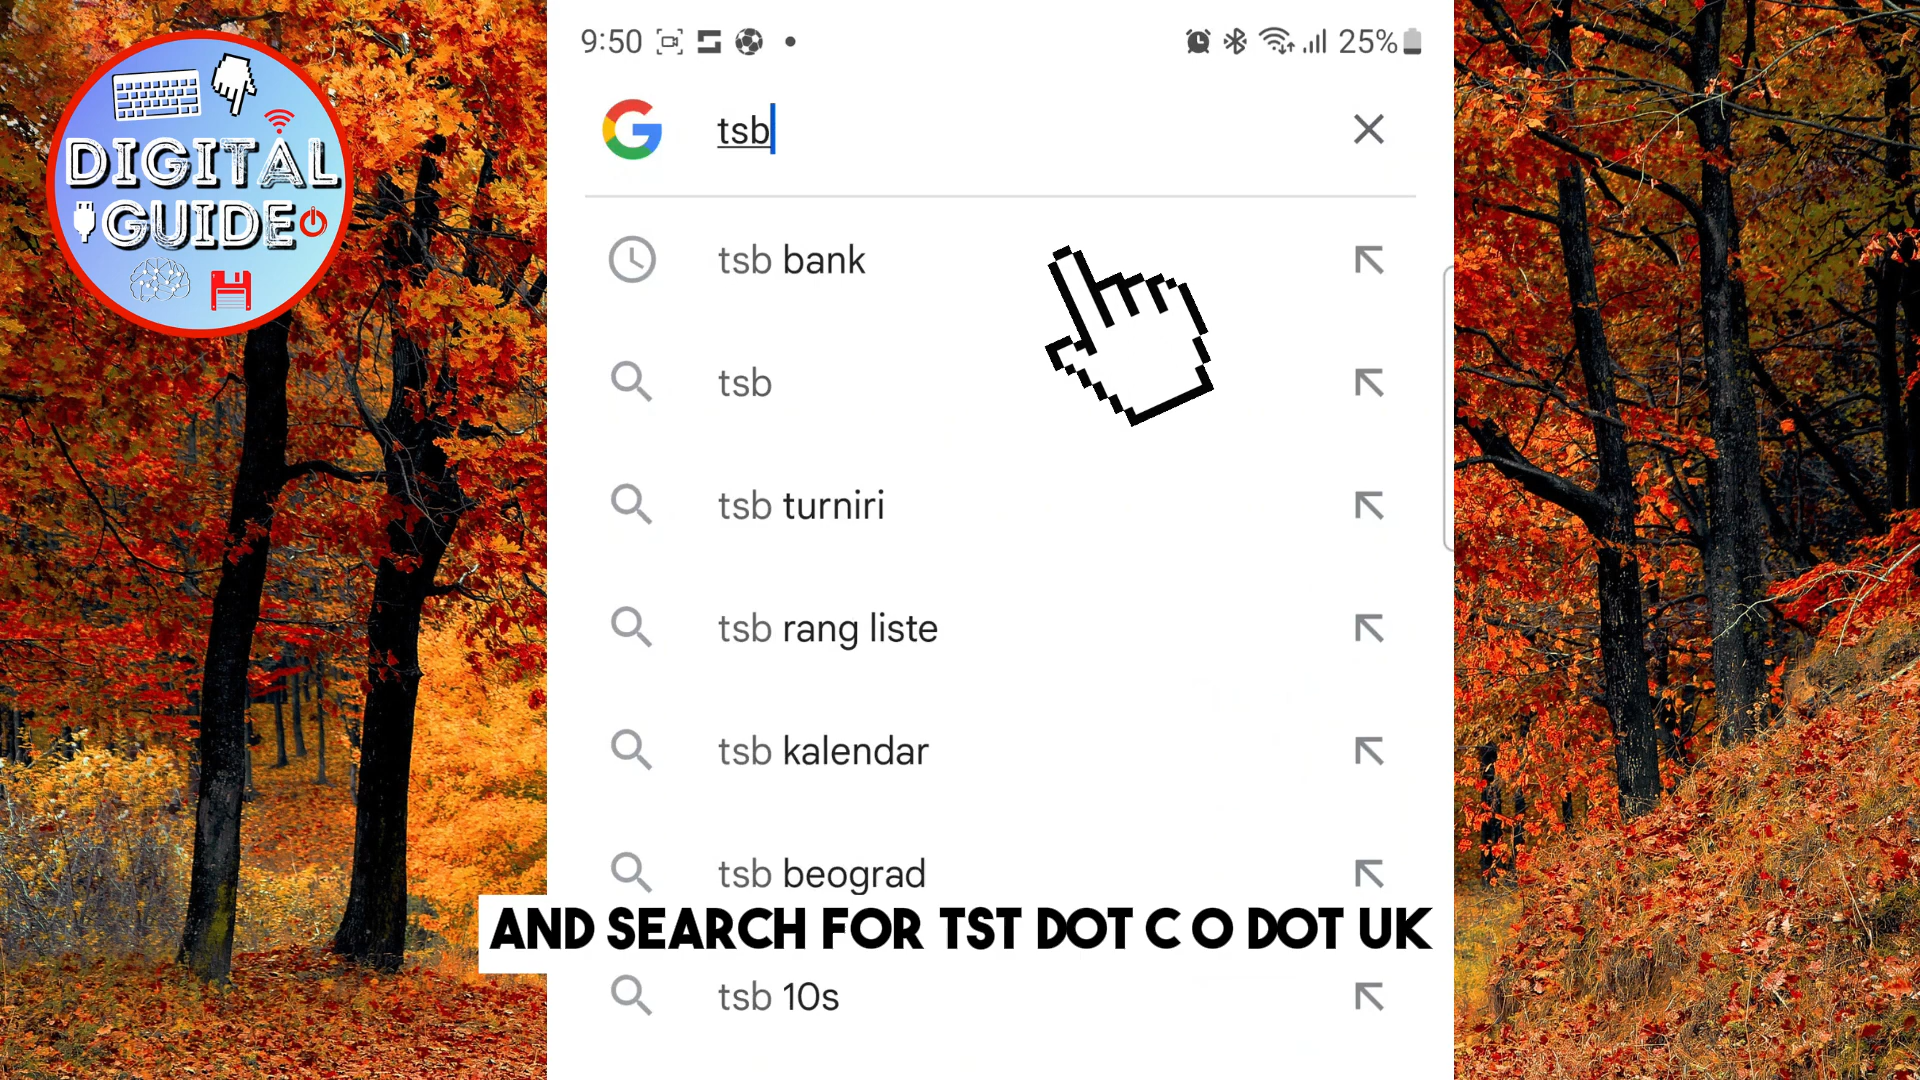 DIGITAL
GUIDE
9:50
25%
tsb
tsb bank
tsb
tsb turniri
tsb rang liste
tsb kalendar
tsb beograd
AND SEARCH FOR TST DOT C O DOT UK
tsb 10s